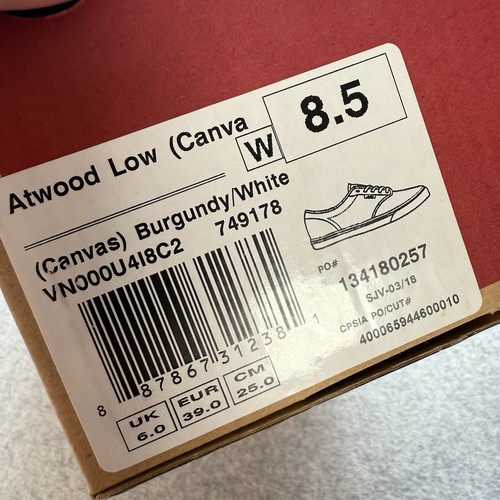 Atwood Low (Canva
W
8.5
(Canvas) Burgundy/White
VN000U4I8C2 749178
PO#
134180257
SJV-03/18
CPSIA PO/CUT#
400065944600010
8 87867 31238 1
UK
6.0
EUR
39.0
CM
25.0